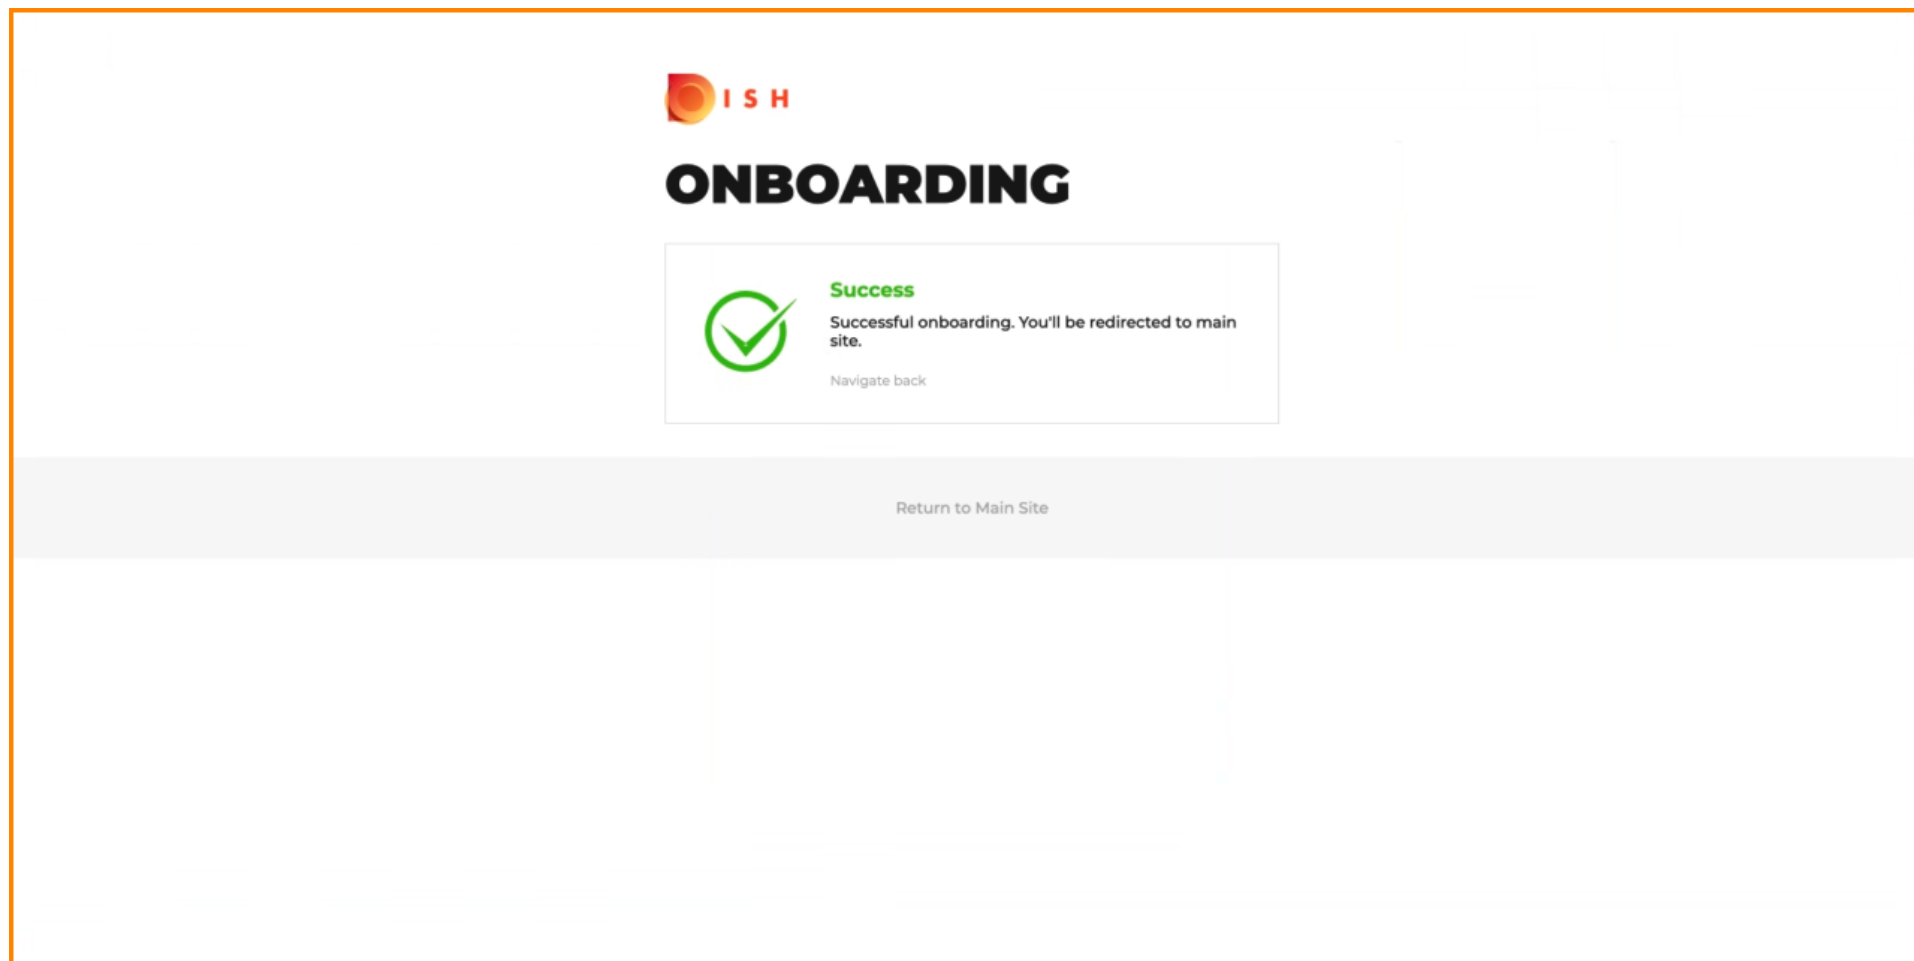 DISH
ONBOARDING
Success
Successful onboarding. You'll be redirected to main
site.
Navigate back
Return to Main Site